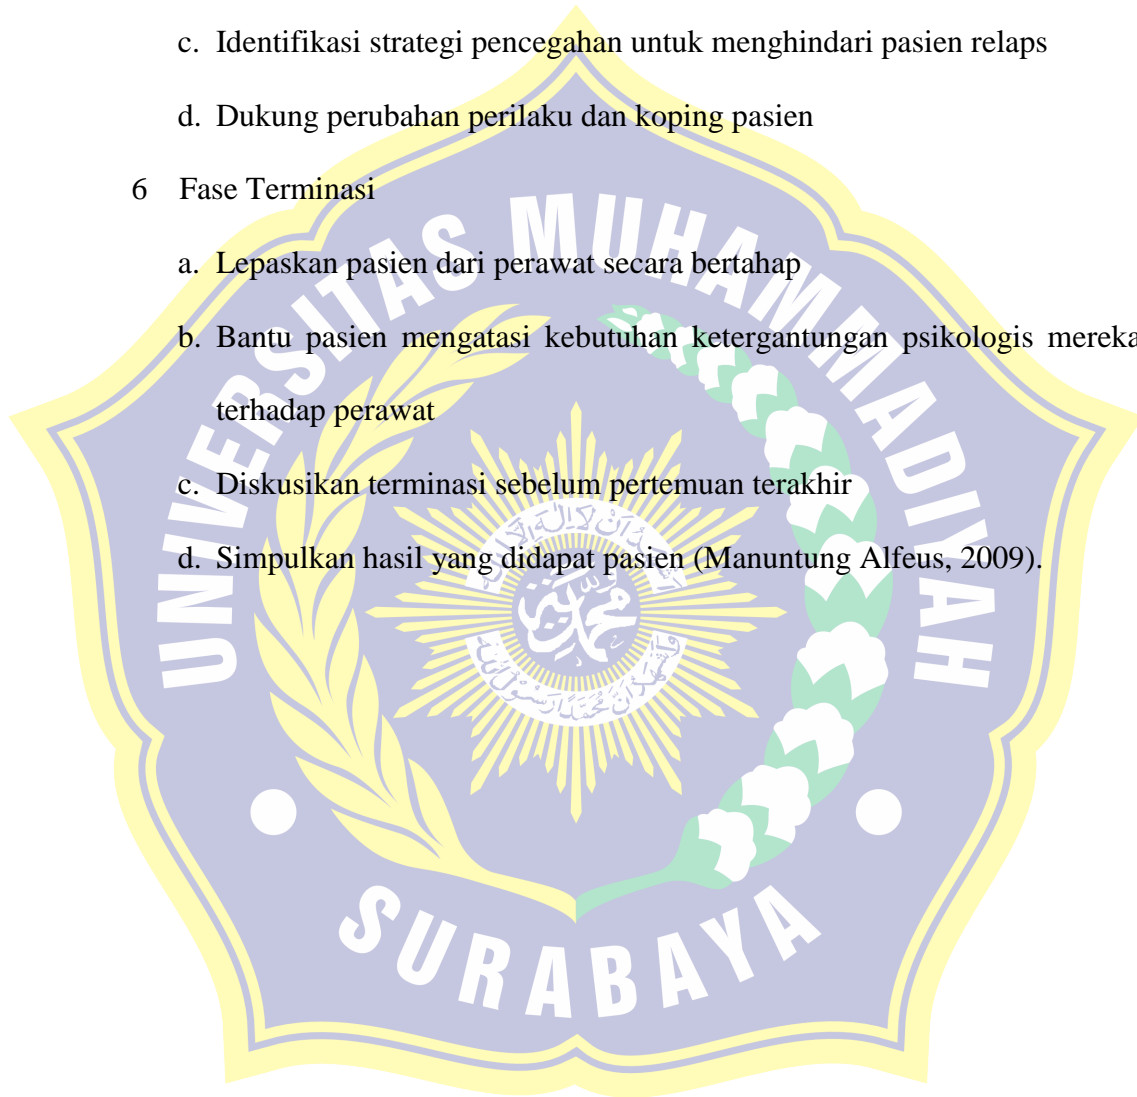 c. Identifikasi strategi pencegahan untuk menghindari pasien relaps
d. Dukung perubahan perilaku dan koping pasien
6 Fase Terminasi
a. Lepaskan pasien dari perawat secara bertahap
b. Bantu pasien mengatasi kebutuhan ketergantungan psikologis mereka
terhadap perawat
c. Diskusikan terminasi sebelum pertemuan terakhir
d. Simpulkan hasil yang didapat pasien (Manuntung Alfeus, 2009).
UNIVERSITAS MUHAMMADIYAH
SURABAYA
محمد